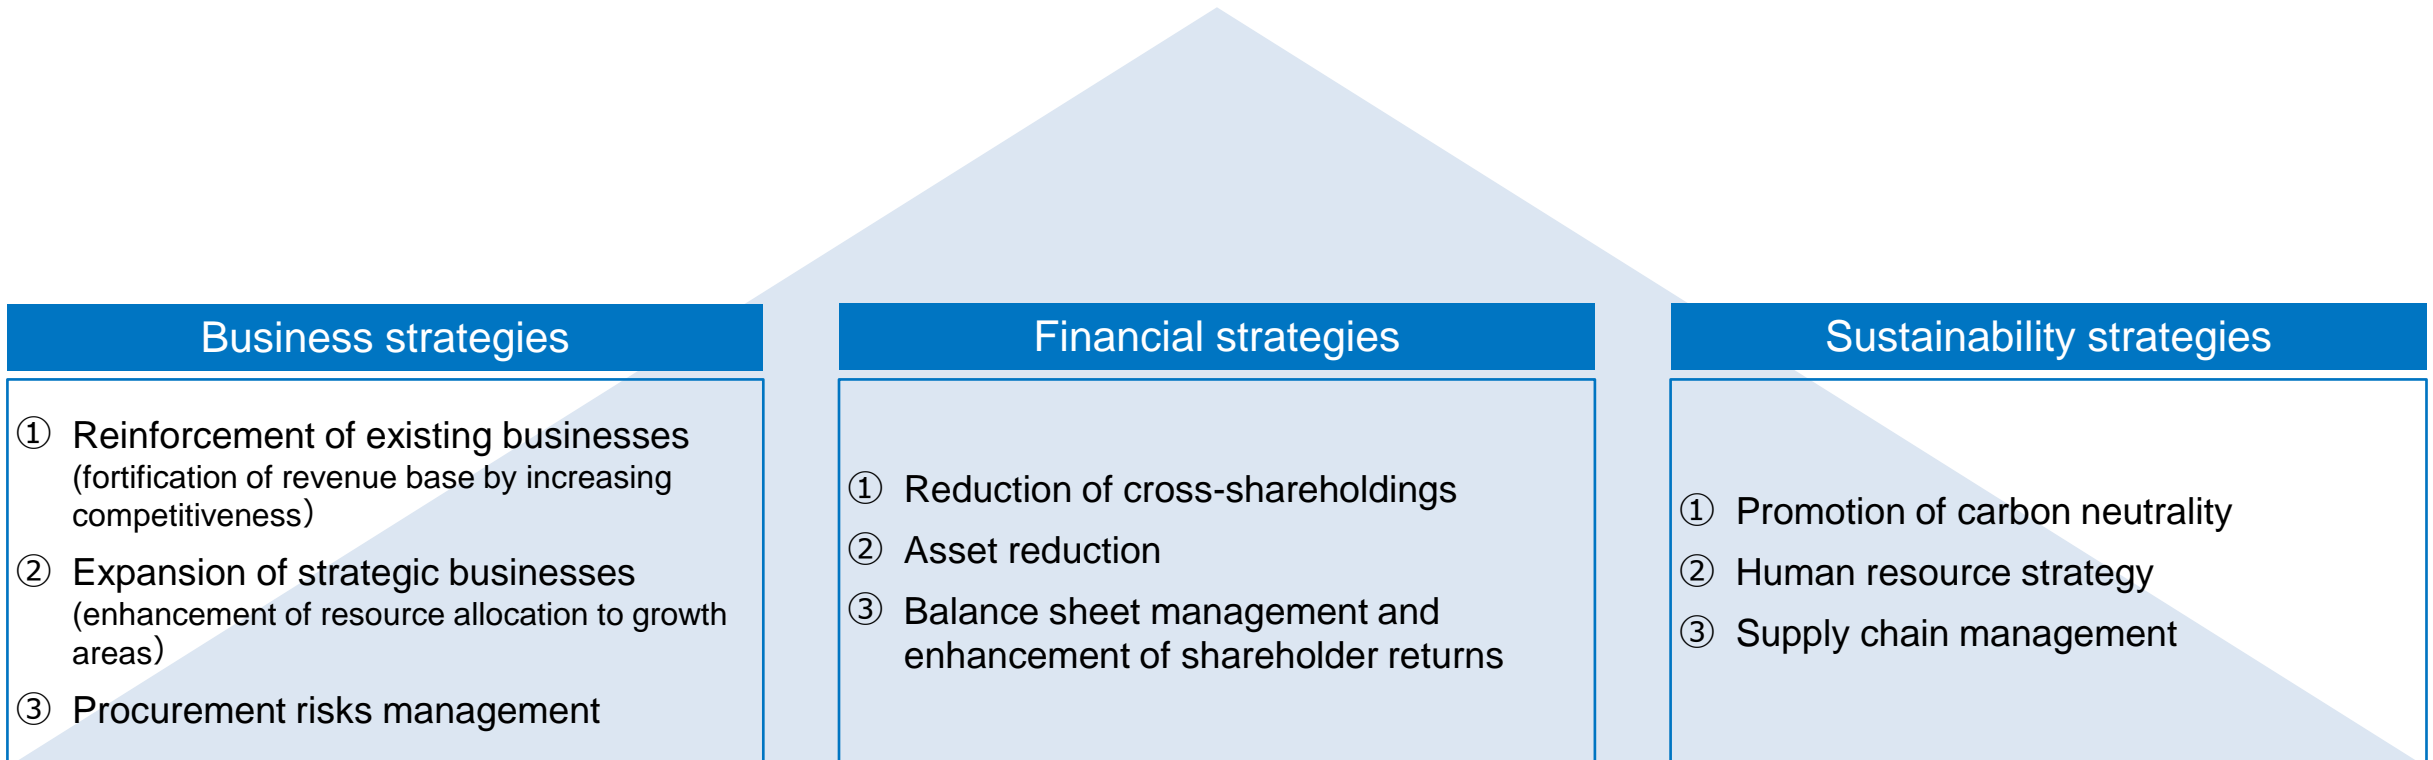 Business strategies
① Reinforcement of existing businesses
(fortification of revenue base by increasing
competitiveness）
② Expansion of strategic businesses
(enhancement of resource allocation to growth
areas）
③ Procurement risks management
Financial strategies
① Reduction of cross-shareholdings
② Asset reduction
③ Balance sheet management and
enhancement of shareholder returns
Sustainability strategies
① Promotion of carbon neutrality
② Human resource strategy
③ Supply chain management